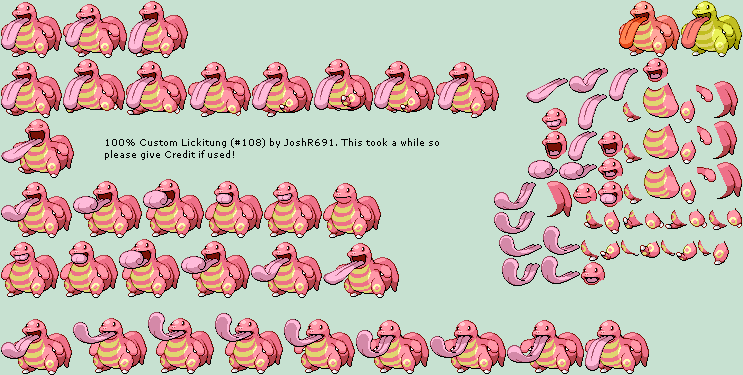 100% Custom Lickitung (#108) by JoshR691. This took a while so
please give Credit if used!